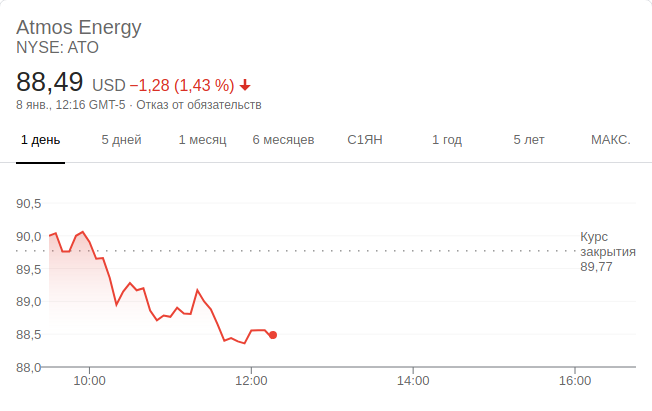 Atmos Energy
NYSE: ATO
88,49 USD −1,28 (1,43 %)
8 янв., 12:16 GMT-5 · Отказ от обязательств
1 день 5 дней 1 месяц 6 месяцев С1ЯН 1 год 5 лет МАКС.
90,5
90,0
89,5
89,0
88,5
88,0
Курс
закрытия
89,77
10:00 12:00 14:00 16:00